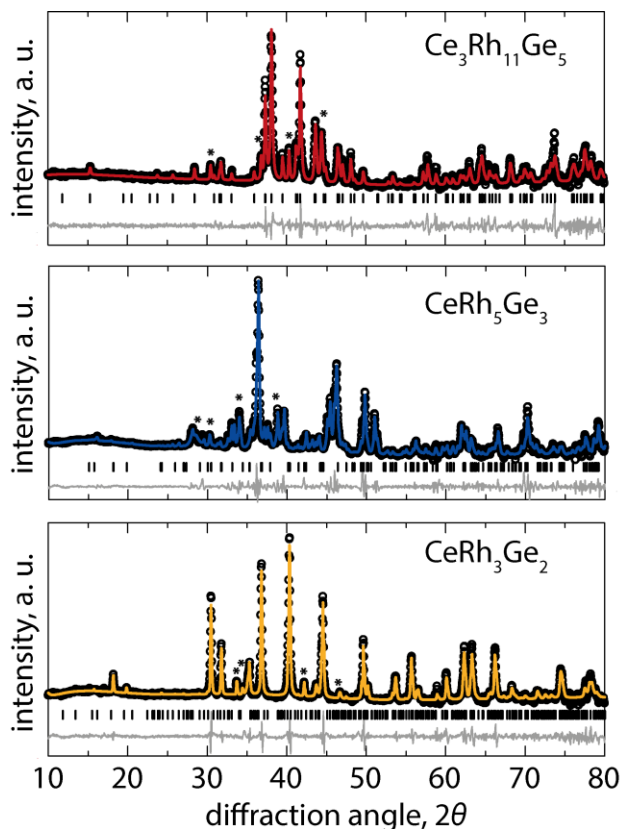 intensity, a. u.
Ce₃Rh₁₁Ge₅
* * * *
intensity, a. u.
CeRh₅Ge₃
* * * *
intensity, a. u.
CeRh₃Ge₂
* * * *
10 20 30 40 50 60 70 80
diffraction angle, 2θ